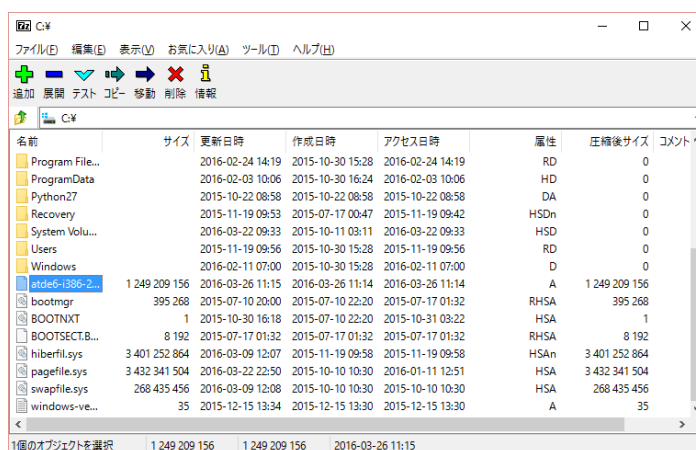 7z C:¥
ファイル(F) 編集(E) 表示(V) お気に入り(A) ツール(T) ヘルプ(H)
追加 展開 テスト コピー 移動 削除 情報
C:¥
名前 サイズ 更新日時 作成日時 アクセス日時 属性 圧縮後サイズ コメント
Program File... 2016-02-24 14:19 2015-10-30 15:28 2016-02-24 14:19 RD 0
ProgramData 2016-02-03 10:06 2015-10-30 16:24 2016-02-03 10:06 HD 0
Python27 2015-10-22 08:58 2015-10-22 08:58 2015-10-22 08:58 DA 0
Recovery 2015-11-19 09:53 2015-07-17 00:47 2015-11-19 09:42 HSDn 0
System Volu... 2016-03-22 09:33 2015-10-11 03:11 2016-03-22 09:33 HSD 0
Users 2015-11-19 09:56 2015-10-30 15:28 2015-11-19 09:56 RD 0
Windows 2016-02-11 07:00 2015-10-30 15:28 2016-02-11 07:00 D 0
atde6-i386-2... 1 249 209 156 2016-03-26 11:15 2016-03-26 11:14 2016-03-26 11:14 A 1 249 209 156
bootmgr 395 268 2015-07-10 20:00 2015-07-10 22:20 2015-07-17 01:32 RHSA 395 268
BOOTNXT 1 2015-10-30 16:18 2015-07-10 22:20 2015-10-31 03:22 HSA 1
BOOTSECT.B... 8 192 2015-07-17 01:32 2015-07-17 01:32 2015-07-17 01:32 RHSA 8 192
hiberfil.sys 3 401 252 864 2016-03-09 12:07 2015-11-19 09:58 2015-11-19 09:58 HSAn 3 401 252 864
pagefile.sys 3 432 341 504 2016-03-22 22:50 2015-10-10 10:30 2016-01-11 12:51 HSA 3 432 341 504
swapfile.sys 268 435 456 2016-03-09 12:08 2015-10-10 10:30 2015-10-10 10:30 HSA 268 435 456
windows-ve... 35 2015-12-15 13:34 2015-12-15 13:30 2015-12-15 13:30 A 35
1個のオブジェクトを選択 1 249 209 156 1 249 209 156 2016-03-26 11:15